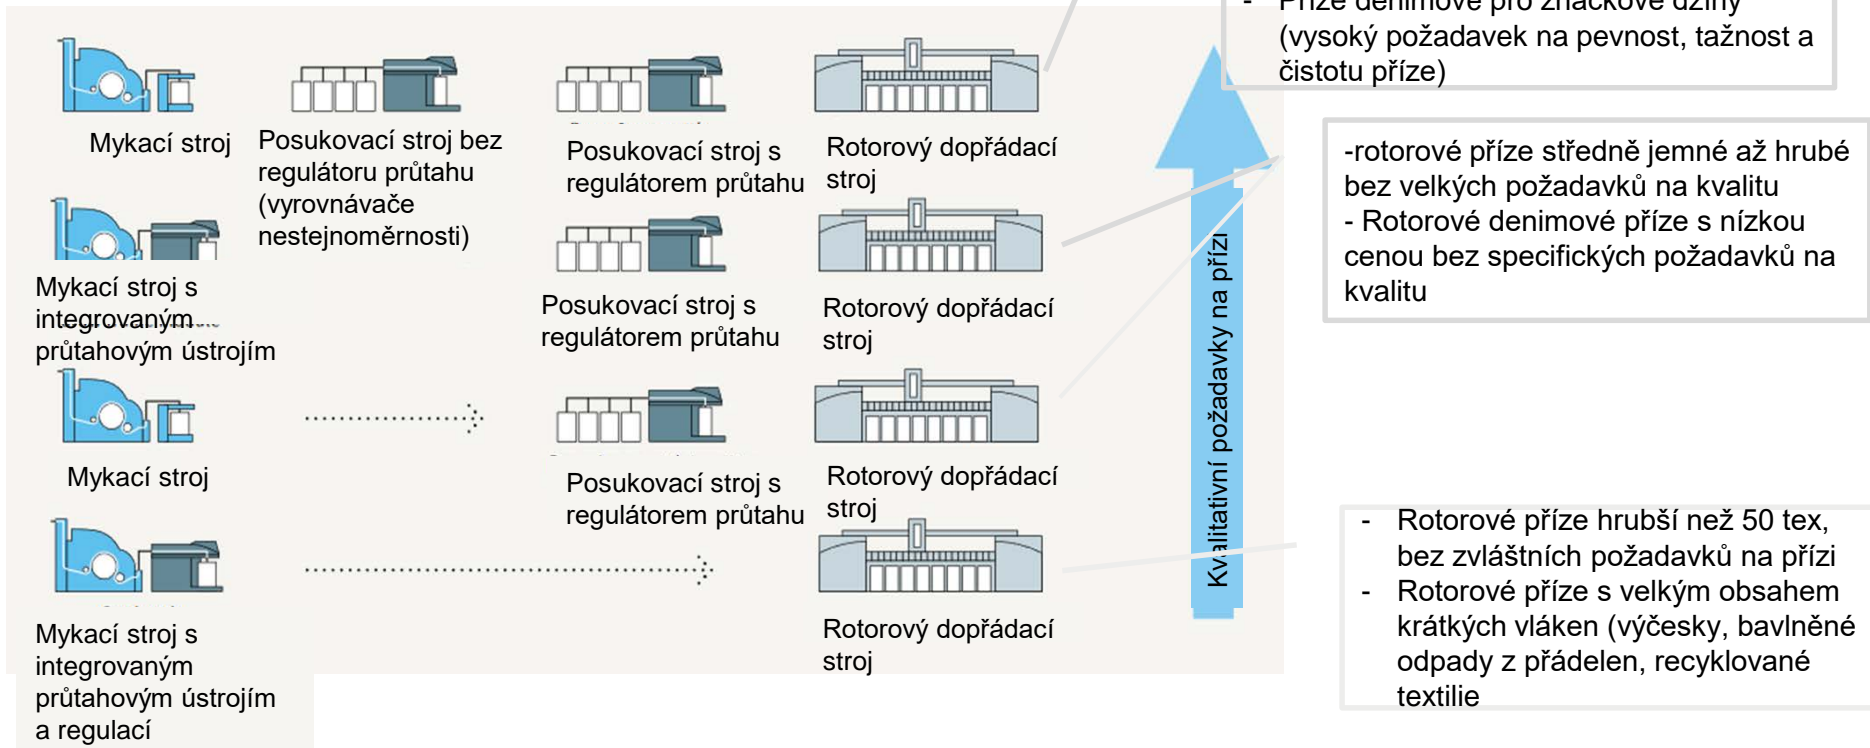 - Příze denimové pro značkové džíny
(vysoký požadavek na pevnost, tažnost a
čistotu příze)
Mykací stroj
Posukovací stroj bez
regulátoru průtahu
(vyrovnávače
nestejnoměrnosti)
Posukovací stroj s
regulátorem průtahu
Rotorový dopřádací
stroj
-rotorové příze středně jemné až hrubé
bez velkých požadavků na kvalitu
- Rotorové denimové příze s nízkou
cenou bez specifických požadavků na
kvalitu
Mykací stroj s
integrovaným
průtahovým ústrojím
Posukovací stroj s
regulátorem průtahu
Rotorový dopřádací
stroj
Kvalitativní požadavky na přízi
Mykací stroj
Posukovací stroj s
regulátorem průtahu
Rotorový dopřádací
stroj
- Rotorové příze hrubší než 50 tex,
bez zvláštních požadavků na přízi
- Rotorové příze s velkým obsahem
krátkých vláken (výčesky, bavlněné
odpady z přádelen, recyklované
textilie
Mykací stroj s
integrovaným
průtahovým ústrojím
a regulací
Rotorový dopřádací
stroj